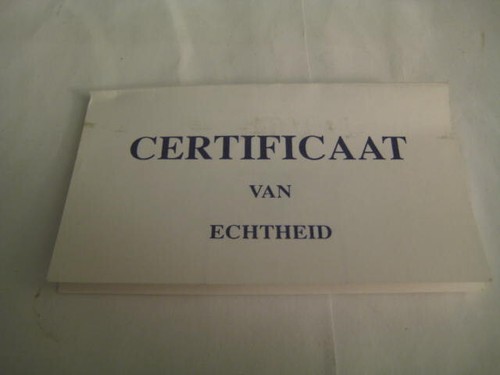 CERTIFICAAT
VAN
ECHTHEID